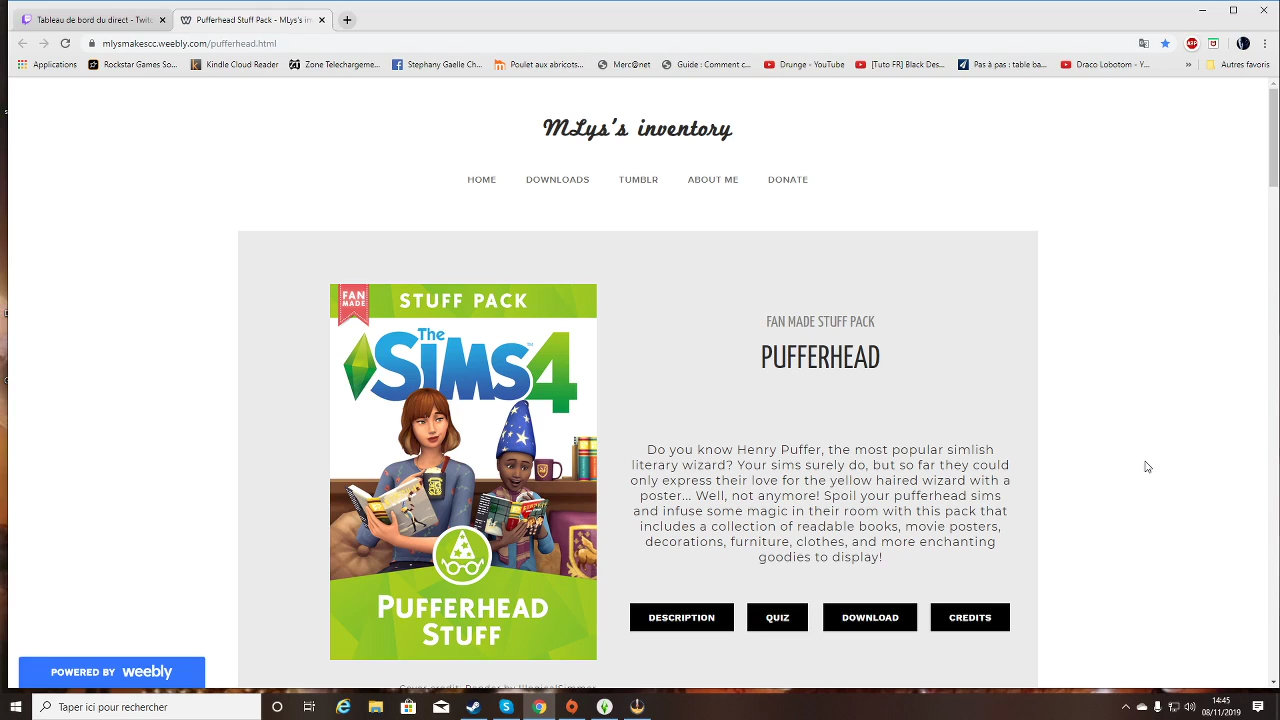 Tableau de bord du direct - Twitc
Pufferhead Stuff Pack - MLys's in
mlysmakescc.weebly.com/pufferhead.html
Applications
Rockstar Games So...
Kindle Cloud Reader
Zone Telechargeme...
Stephany Gaelle Ch...
Poulet aux abricots...
Merc@net
Guide : Comment c...
Drunge - YouTube
[Tuto FR] Black Des...
Pas à pas : table ba...
Draco Lobotom - Y...
»
Autres favoris
MLys's inventory
HOME DOWNLOADS TUMBLR ABOUT ME DONATE
FAN MADE
STUFF PACK
The Sims 4
Pufferhead
Stuff
FAN MADE STUFF PACK
PUFFERHEAD
Do you know Henry Puffer, the most popular simlish
literary wizard? Your sims surely do, but so far they could
only express their love for the yellow haired wizard with a
poster... Well, not anymore! Spoil your pufferhead sims
and infuse some magic in their room with this pack that
includes a collection of readable books, movie posters,
decorations, furniture, clothes, and more enchanting
goodies to display!
DESCRIPTION QUIZ DOWNLOAD CREDITS
POWERED BY weebly
Taper ici pour rechercher
14:45
08/11/2019